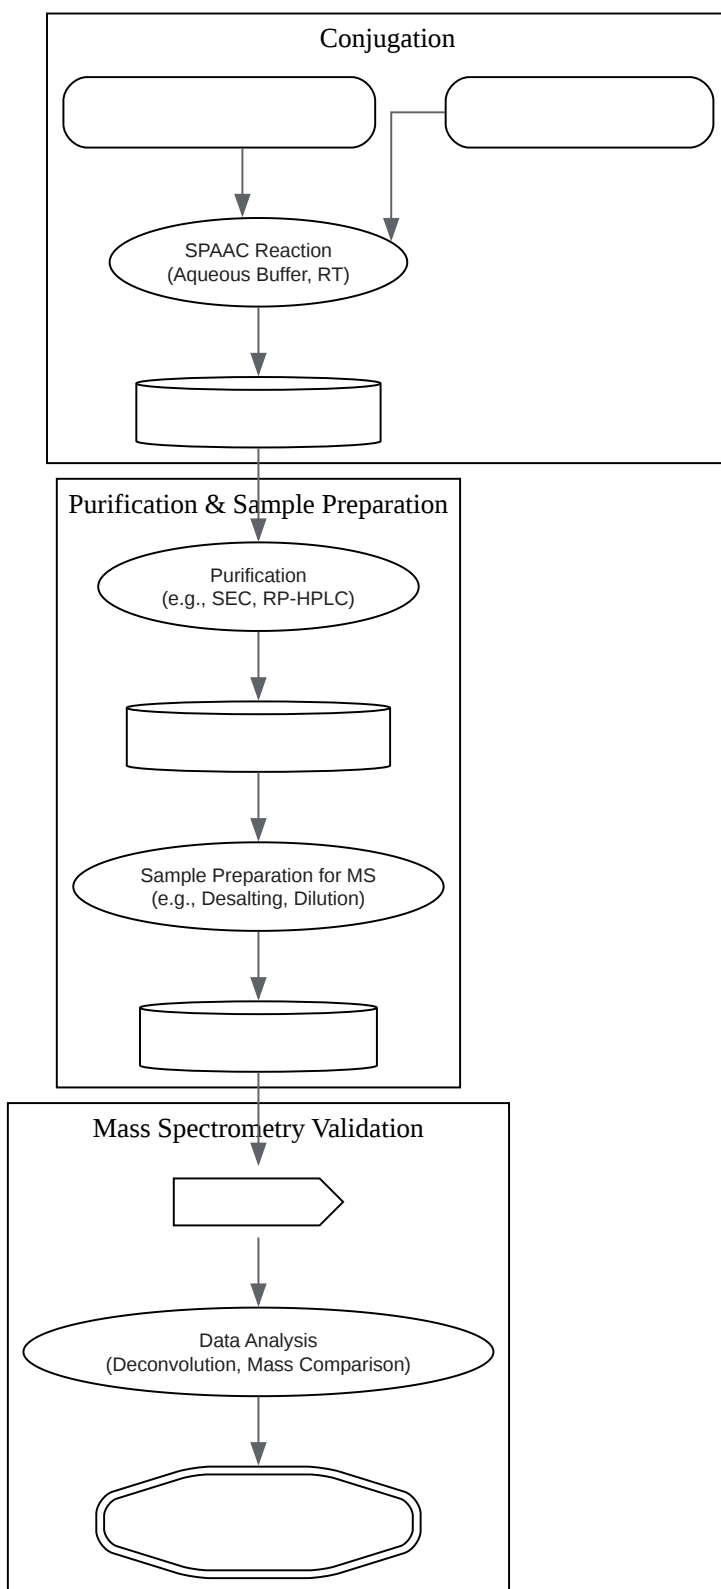 Conjugation
SPAAC Reaction
(Aqueous Buffer, RT)
Purification & Sample Preparation
Purification
(e.g., SEC, RP-HPLC)
Sample Preparation for MS
(e.g., Desalting, Dilution)
Mass Spectrometry Validation
Data Analysis
(Deconvolution, Mass Comparison)